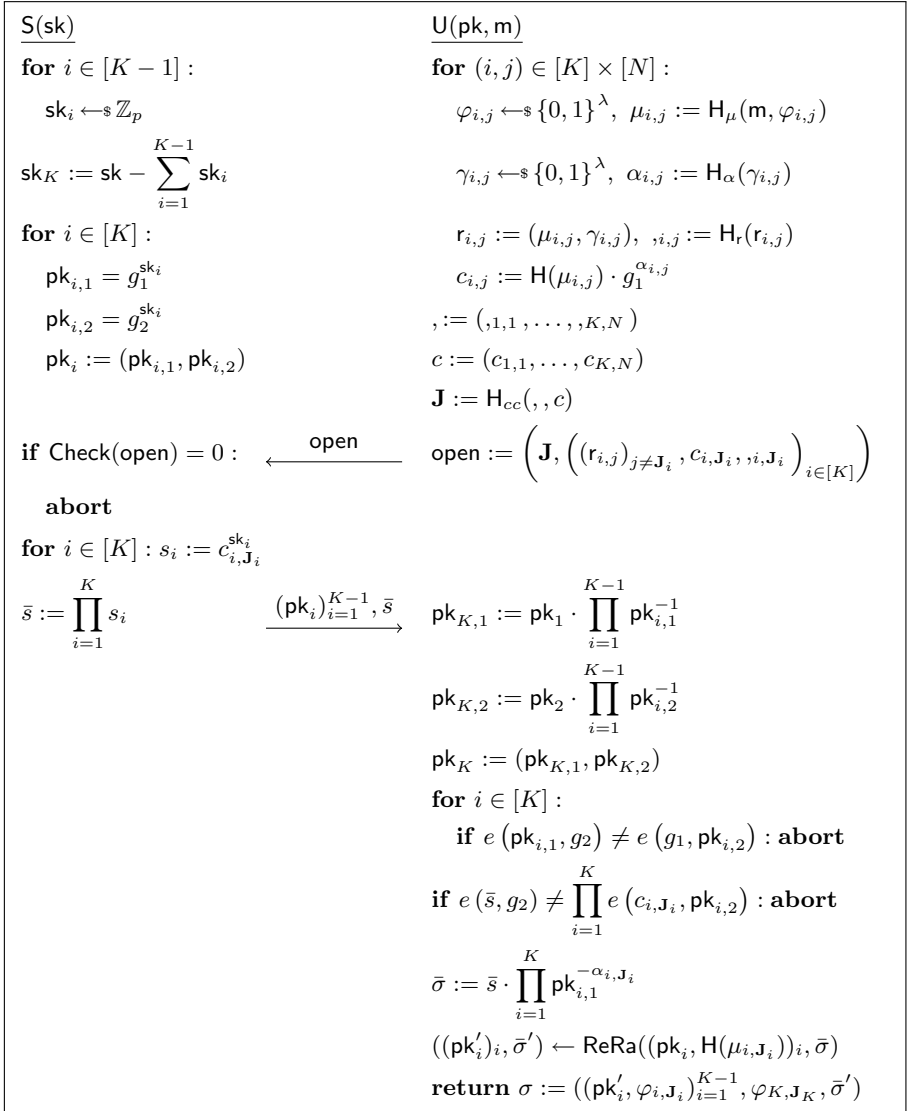 S(sk)
for i ∈ [K − 1] :
sk_i ←$ ℤ_p
sk_K := sk − ∑_{i=1}^{K−1} sk_i
for i ∈ [K] :
pk_{i,1} = g_1^{sk_i}
pk_{i,2} = g_2^{sk_i}
pk_i := (pk_{i,1}, pk_{i,2})
if Check(open) = 0 :
abort
for i ∈ [K] : s_i := c_{i,𝐉_i}^{sk_i}
s̄ := ∏_{i=1}^{K} s_i
open
(pk_i)_{i=1}^{K−1}, s̄
U(pk, m)
for (i, j) ∈ [K] × [N] :
φ_{i,j} ←$ {0, 1}^λ, μ_{i,j} := H_μ(m, φ_{i,j})
γ_{i,j} ←$ {0, 1}^λ, α_{i,j} := H_α(γ_{i,j})
r_{i,j} := (μ_{i,j}, γ_{i,j}), ,_{i,j} := H_r(r_{i,j})
c_{i,j} := H(μ_{i,j}) · g_1^{α_{i,j}}
, := (,_{1,1}, . . . , ,_{K,N})
c := (c_{1,1}, . . . , c_{K,N})
𝐉 := H_{cc}(, , c)
open := (𝐉, ((r_{i,j})_{j≠𝐉_i}, c_{i,𝐉_i}, ,_{i,𝐉_i})_{i∈[K]})
pk_{K,1} := pk_1 · ∏_{i=1}^{K−1} pk_{i,1}^{−1}
pk_{K,2} := pk_2 · ∏_{i=1}^{K−1} pk_{i,2}^{−1}
pk_K := (pk_{K,1}, pk_{K,2})
for i ∈ [K] :
if e (pk_{i,1}, g_2) ≠ e (g_1, pk_{i,2}) : abort
if e (s̄, g_2) ≠ ∏_{i=1}^{K} e (c_{i,𝐉_i}, pk_{i,2}) : abort
σ̄ := s̄ · ∏_{i=1}^{K} pk_{i,1}^{−α_{i,𝐉_i}}
((pk′_i)_i, σ̄′) ← ReRa((pk_i, H(μ_{i,𝐉_i}))_i, σ̄)
return σ := ((pk′_i, φ_{i,𝐉_i})_{i=1}^{K−1}, φ_{K,𝐉_K}, σ̄′)